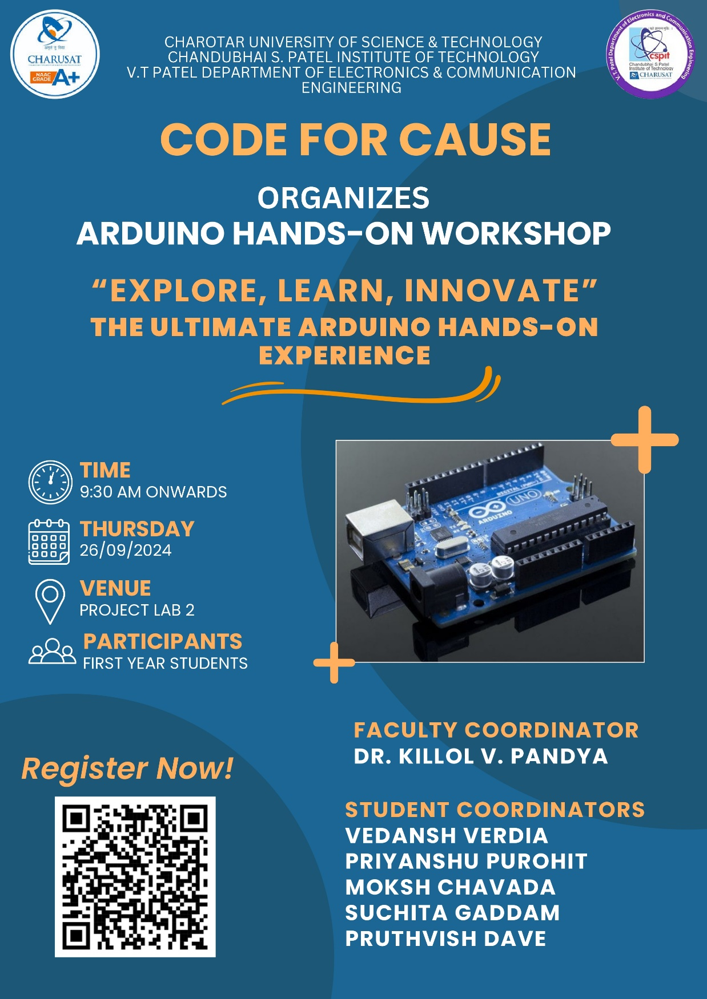 CHARUSAT
NAAC
GRADE A+
CHAROTAR UNIVERSITY OF SCIENCE & TECHNOLOGY
CHANDUBHAI S. PATEL INSTITUTE OF TECHNOLOGY
V.T PATEL DEPARTMENT OF ELECTRONICS & COMMUNICATION
ENGINEERING
V. T. Patel Department of Electronics and Communication Engineering
cspit
Chandubhai S Patel
Institute of Technology
CHARUSAT
CODE FOR CAUSE
ORGANIZES
ARDUINO HANDS-ON WORKSHOP
“EXPLORE, LEARN, INNOVATE”
THE ULTIMATE ARDUINO HANDS-ON
EXPERIENCE
TIME
9:30 AM ONWARDS
THURSDAY
26/09/2024
VENUE
PROJECT LAB 2
PARTICIPANTS
FIRST YEAR STUDENTS
UNO
ARDUINO
FACULTY COORDINATOR
DR. KILLOL V. PANDYA
Register Now!
STUDENT COORDINATORS
VEDANSH VERDIA
PRIYANSHU PUROHIT
MOKSH CHAVADA
SUCHITA GADDAM
PRUTHVISH DAVE